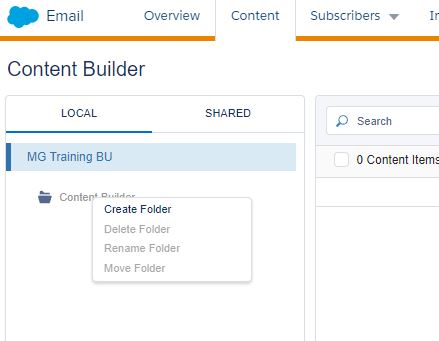 Email Overview Content Subscribers
Content Builder
LOCAL SHARED
Search
MG Training BU
0 Content Items
Content Builder
Create Folder
Delete Folder
Rename Folder
Move Folder